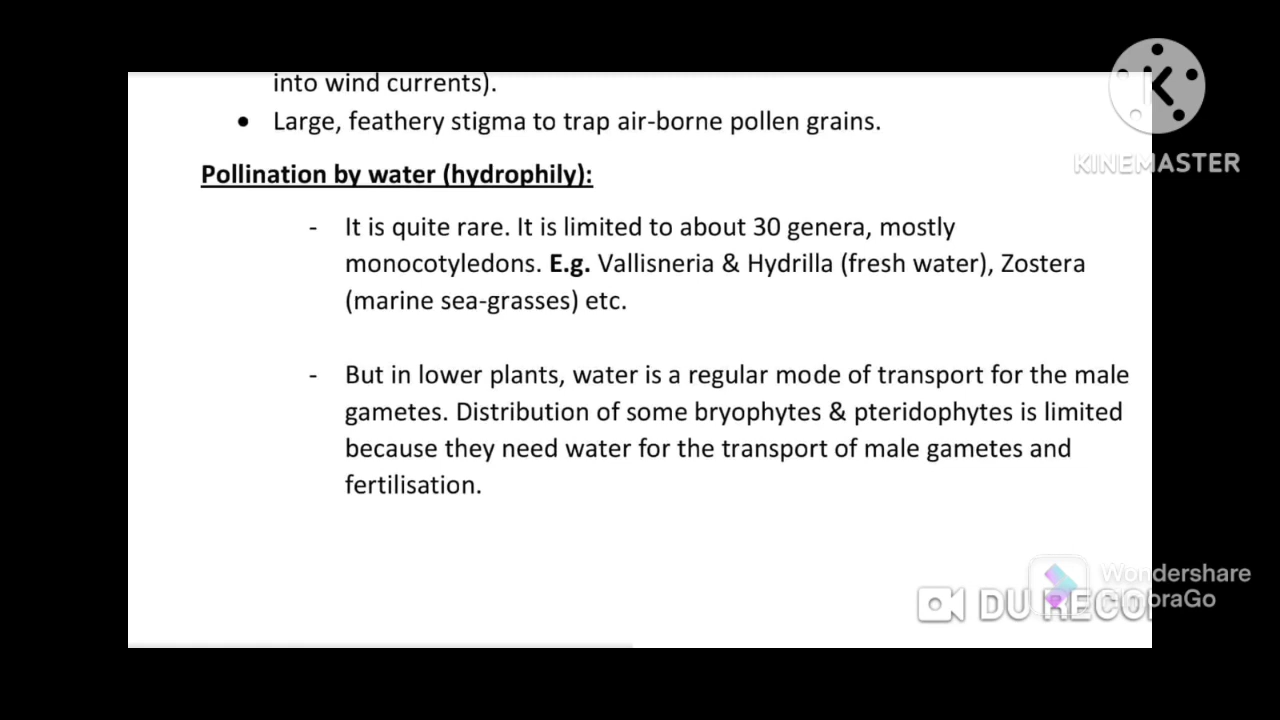 into wind currents).
• Large, feathery stigma to trap air-borne pollen grains.
KINEMASTER
Pollination by water (hydrophily):
- It is quite rare. It is limited to about 30 genera, mostly
monocotyledons. E.g. Vallisneria & Hydrilla (fresh water), Zostera
(marine sea-grasses) etc.
- But in lower plants, water is a regular mode of transport for the male
gametes. Distribution of some bryophytes & pteridophytes is limited
because they need water for the transport of male gametes and
fertilisation.
Wondershare
DU